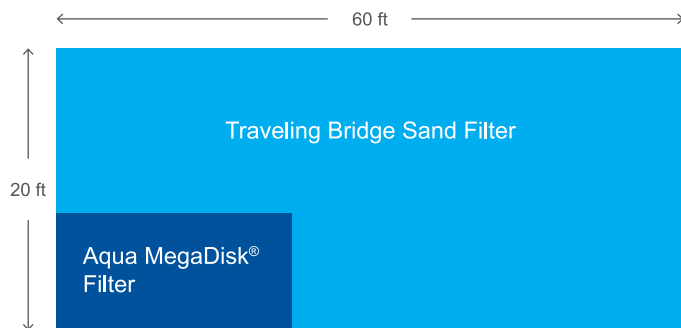 60 ft
Traveling Bridge Sand Filter
20 ft
Aqua MegaDisk®
Filter